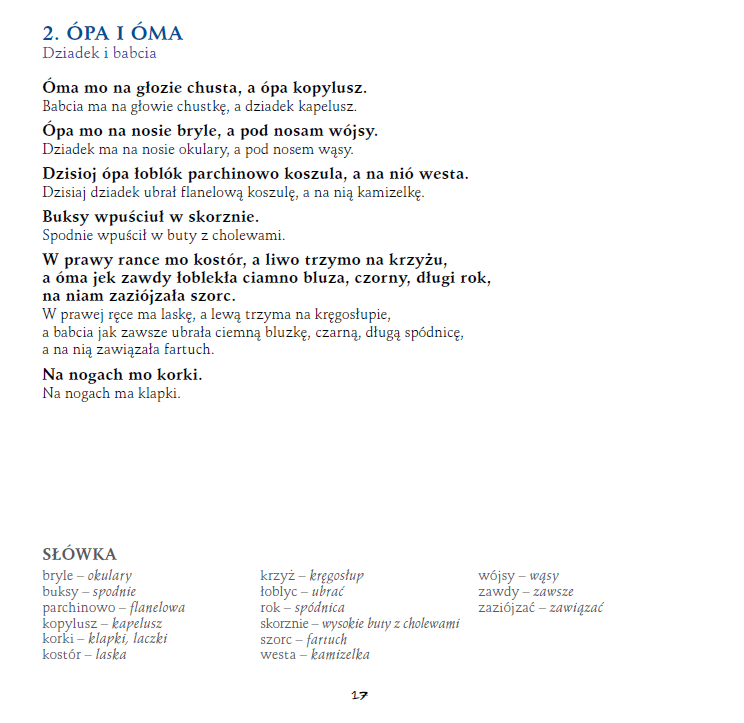 2. ÓPA I ÓMA
Dziadek i babcia
Óma mo na głozie chusta, a ópa kopylusz.
Babcia ma na głowie chustkę, a dziadek kapelusz.
Ópa mo na nosie bryle, a pod nosam wójsy.
Dziadek ma na nosie okulary, a pod nosem wąsy.
Dzisioj ópa łoblók parchinowo koszula, a na nió westa.
Dzisiaj dziadek ubrał flanelową koszulę, a na nią kamizelkę.
Buksy wpuściuł w skorznie.
Spodnie wpuścił w buty z cholewami.
W prawy rance mo kostór, a liwo trzymo na krzyżu,
a óma jek zawdy łoblekła ciamno bluza, czorny, długi rok,
na niam zaziójzała szorc.
W prawej ręce ma laskę, a lewą trzyma na kręgosłupie,
a babcia jak zawsze ubrała ciemną bluzkę, czarną, długą spódnicę,
a na nią zawiązała fartuch.
Na nogach mo korki.
Na nogach ma klapki.
SŁÓWKA
bryle – okulary
buksy – spodnie
parchinowo – flanelowa
kopylusz – kapelusz
korki – klapki, laczki
kostór – laska
krzyż – kręgosłup
łoblyc – ubrać
rok – spódnica
skorznie – wysokie buty z cholewami
szorc – fartuch
westa – kamizelka
wójsy – wąsy
zawdy – zawsze
zaziójzać – zawiązać
17